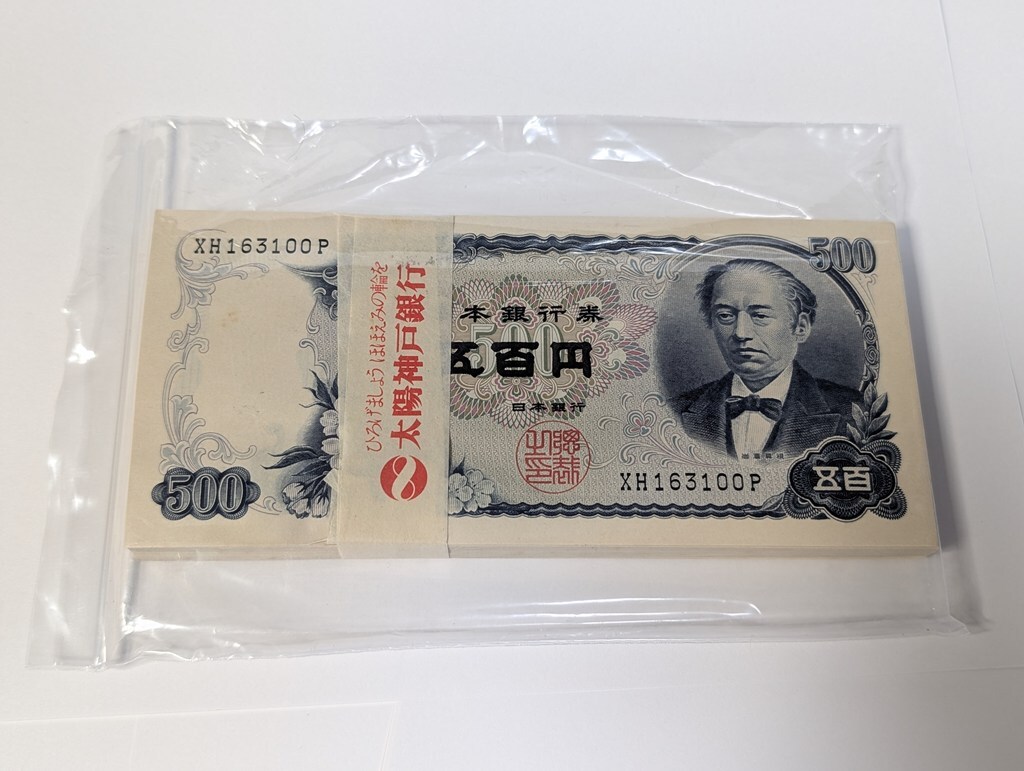 XH163100P
500
500
本銀行券
五百円
日本銀行
XH163100P
五百
500
ひろげましょう ほほえみの輪を
太陽神戸銀行